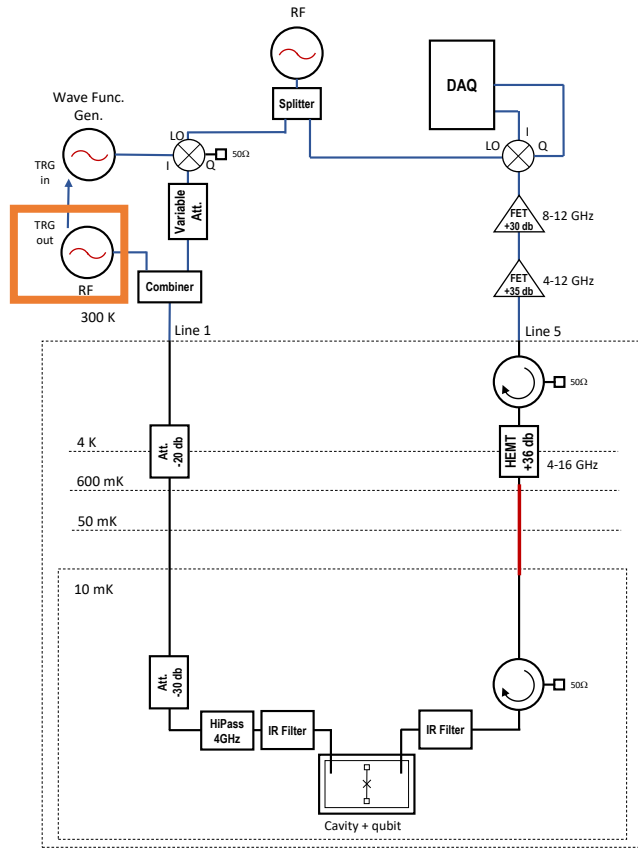 RF
Wave Func.
Gen.
Splitter
DAQ
LO
I
Q
50Ω
TRG
in
Variable
Att.
LO
I
Q
FET
+30 db
8-12 GHz
TRG
out
RF
Combiner
FET
+35 db
4-12 GHz
300 K
Line 1
Line 5
50Ω
4 K
Att.
-20 db
HEMT
+36 db
4-16 GHz
600 mK
50 mK
10 mK
Att.
-30 db
50Ω
HiPass
4GHz
IR Filter
IR Filter
Cavity + qubit